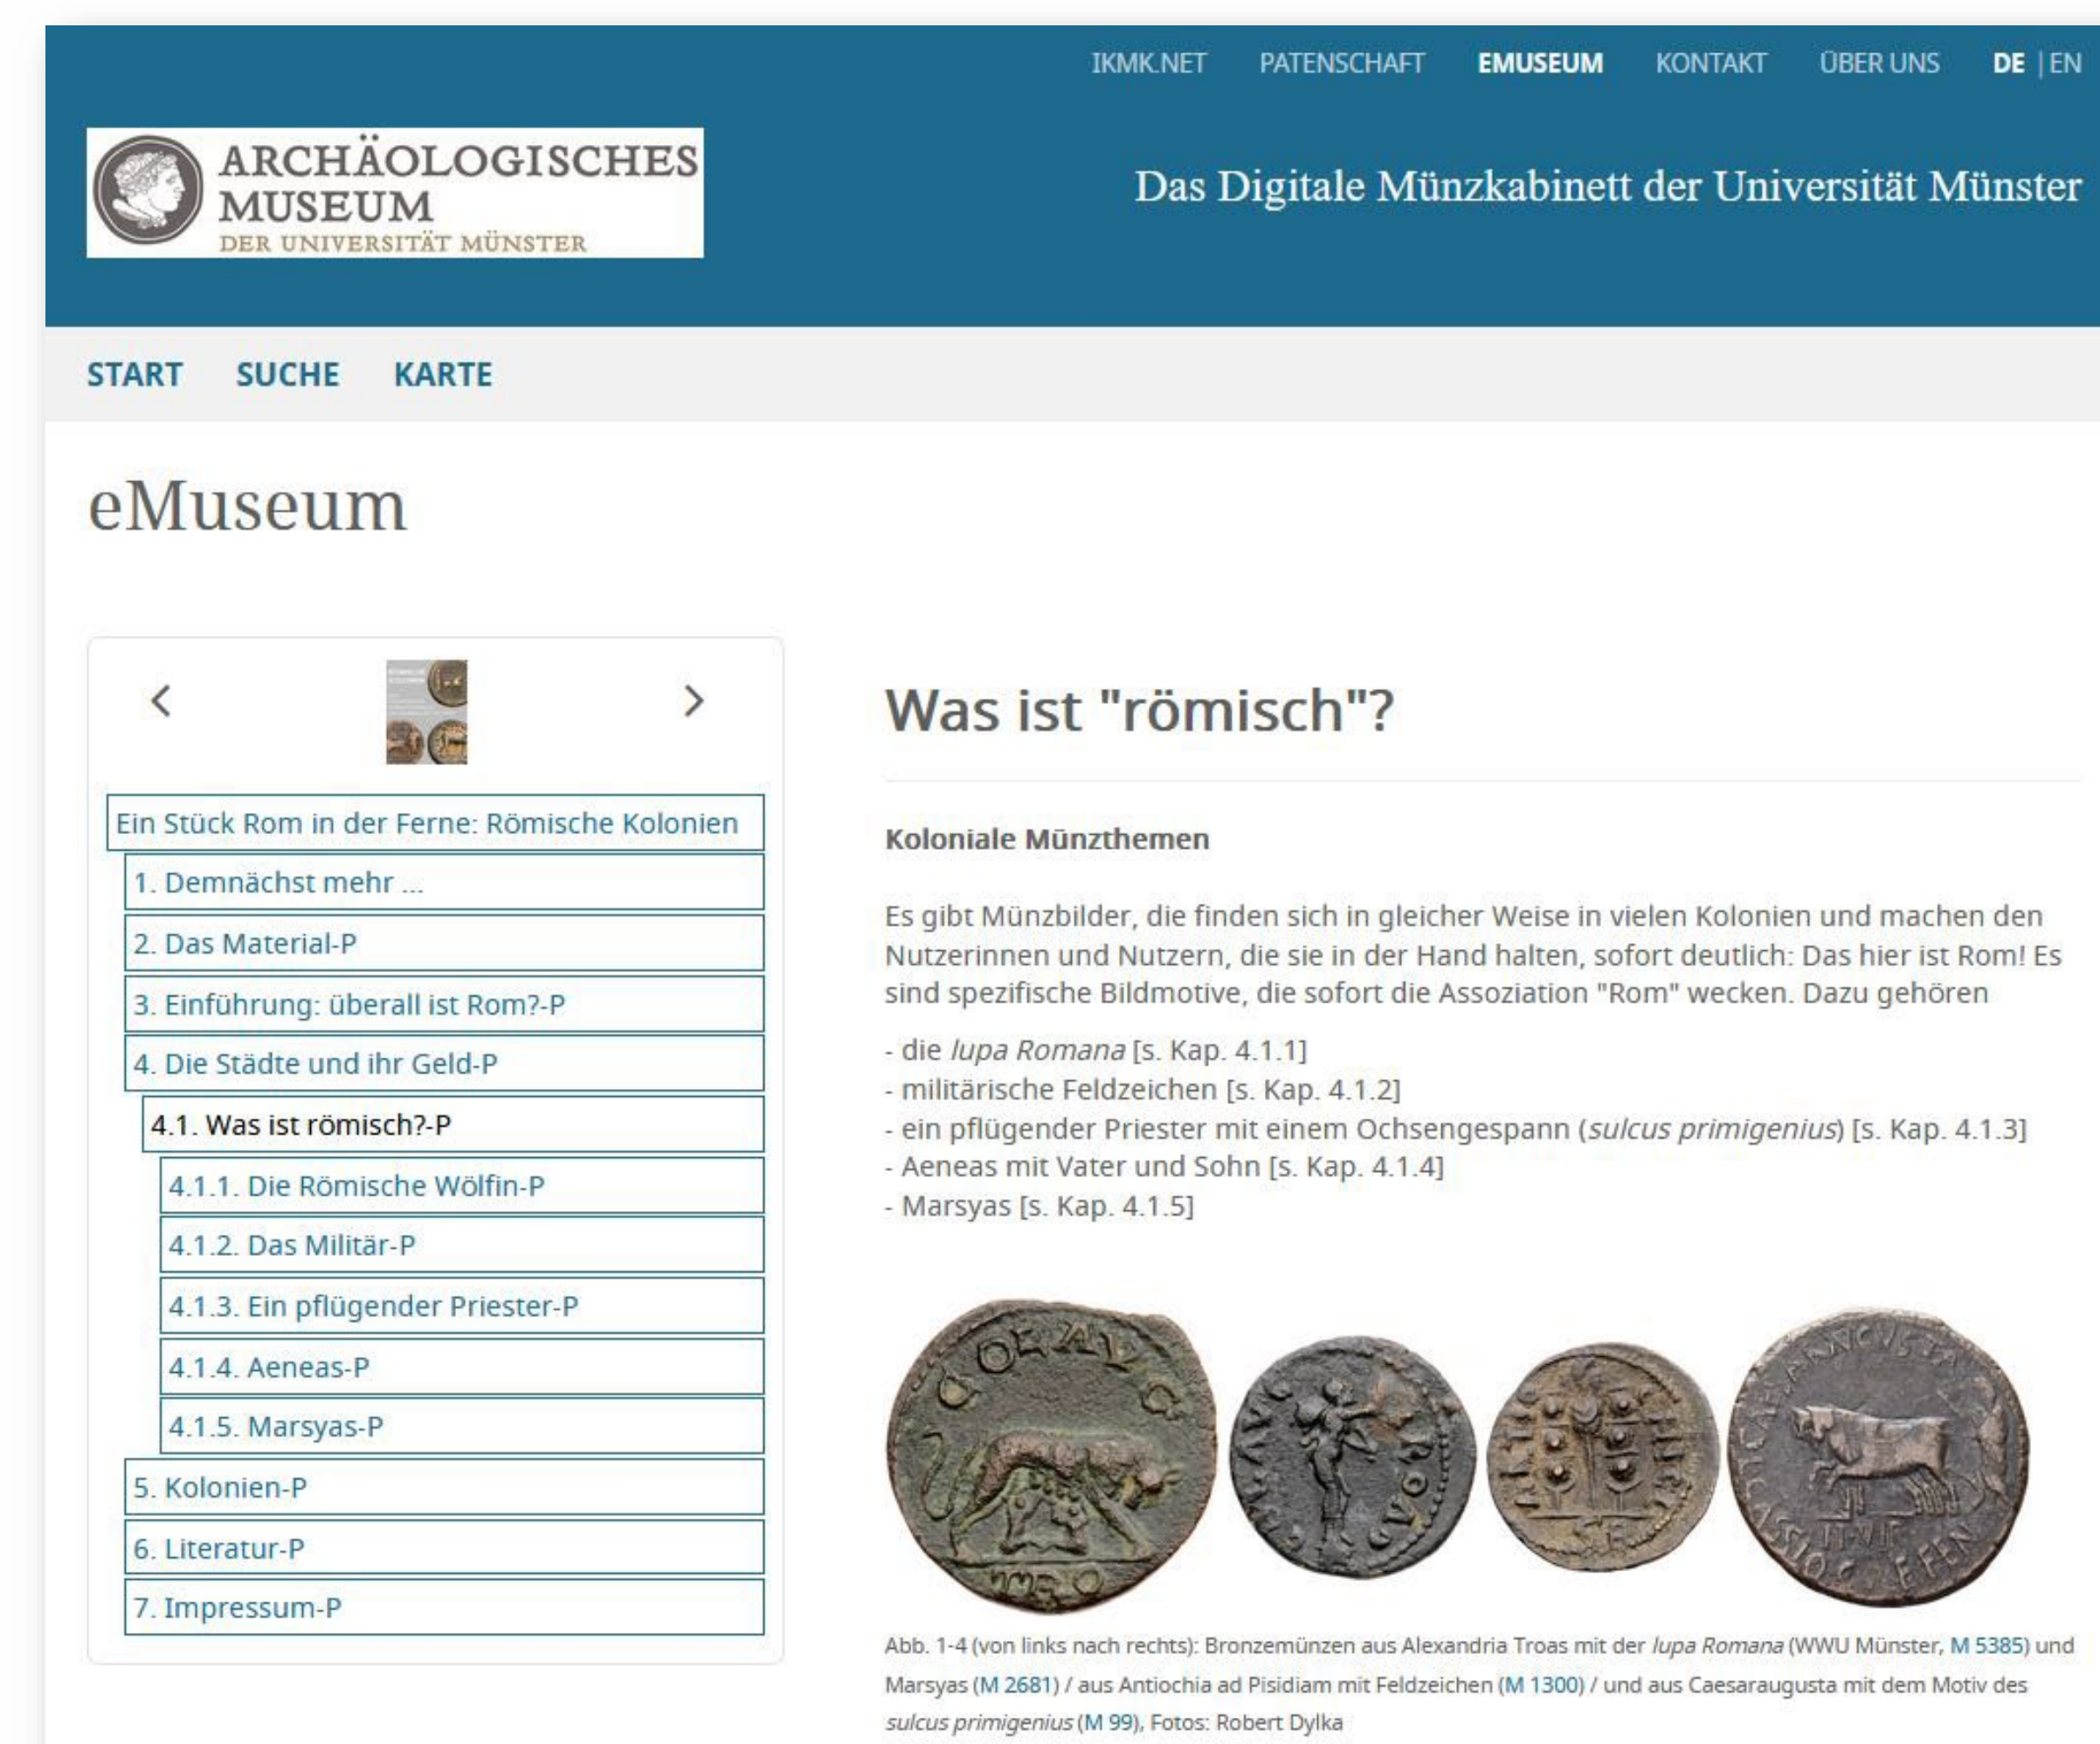 IKMK.NET PATENSCHAFT EMUSEUM KONTAKT ÜBER UNS DE | EN
ARCHÄOLOGISCHES
MUSEUM
DER UNIVERSITÄT MÜNSTER
Das Digitale Münzkabinett der Universität Münster
START SUCHE KARTE
eMuseum
Ein Stück Rom in der Ferne: Römische Kolonien
1. Demnächst mehr ...
2. Das Material-P
3. Einführung: überall ist Rom?-P
4. Die Städte und ihr Geld-P
4.1. Was ist römisch?-P
4.1.1. Die Römische Wölfin-P
4.1.2. Das Militär-P
4.1.3. Ein pflügender Priester-P
4.1.4. Aeneas-P
4.1.5. Marsyas-P
5. Kolonien-P
6. Literatur-P
7. Impressum-P
Was ist "römisch"?
Koloniale Münzthemen
Es gibt Münzbilder, die finden sich in gleicher Weise in vielen Kolonien und machen den
Nutzerinnen und Nutzern, die sie in der Hand halten, sofort deutlich: Das hier ist Rom! Es
sind spezifische Bildmotive, die sofort die Assoziation "Rom" wecken. Dazu gehören
- die lupa Romana [s. Kap. 4.1.1]
- militärische Feldzeichen [s. Kap. 4.1.2]
- ein pflügender Priester mit einem Ochsengespann (sulcus primigenius) [s. Kap. 4.1.3]
- Aeneas mit Vater und Sohn [s. Kap. 4.1.4]
- Marsyas [s. Kap. 4.1.5]
Abb. 1-4 (von links nach rechts): Bronzemünzen aus Alexandria Troas mit der lupa Romana (WWU Münster, M 5385) und
Marsyas (M 2681) / aus Antiochia ad Pisidiam mit Feldzeichen (M 1300) / und aus Caesaraugusta mit dem Motiv des
sulcus primigenius (M 99), Fotos: Robert Dylka